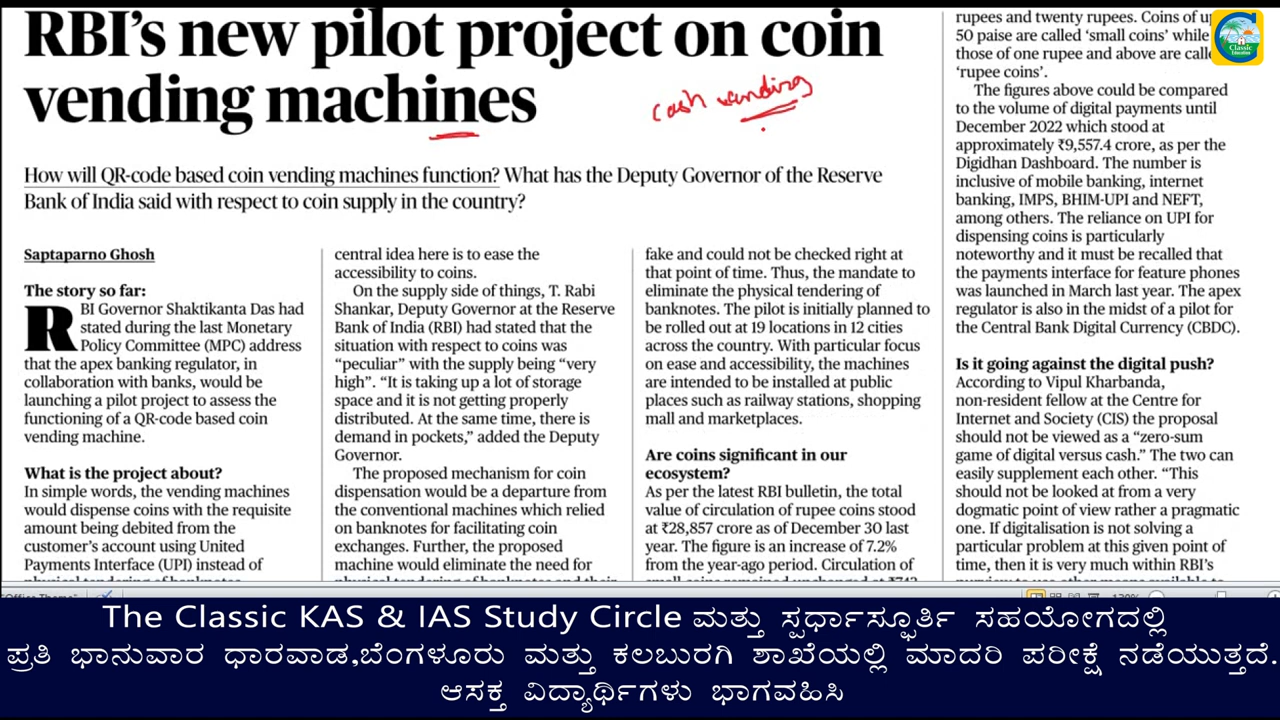 RBI's new pilot project on coin
vending machines
cash vending
How will QR-code based coin vending machines function? What has the Deputy Governor of the Reserve
Bank of India said with respect to coin supply in the country?
Saptaparno Ghosh
The story so far:
RBI Governor Shaktikanta Das had
stated during the last Monetary
Policy Committee (MPC) address
that the apex banking regulator, in
collaboration with banks, would be
launching a pilot project to assess the
functioning of a QR-code based coin
vending machine.
What is the project about?
In simple words, the vending machines
would dispense coins with the requisite
amount being debited from the
customer's account using United
Payments Interface (UPI) instead of
physical tendering of banknotes
central idea here is to ease the
accessibility to coins.
On the supply side of things, T. Rabi
Shankar, Deputy Governor at the Reserve
Bank of India (RBI) had stated that the
situation with respect to coins was
“peculiar” with the supply being “very
high”. “It is taking up a lot of storage
space and it is not getting properly
distributed. At the same time, there is
demand in pockets,” added the Deputy
Governor.
The proposed mechanism for coin
dispensation would be a departure from
the conventional machines which relied
on banknotes for facilitating coin
exchanges. Further, the proposed
machine would eliminate the need for
physical tendering of banknotes and their
fake and could not be checked right at
that point of time. Thus, the mandate to
eliminate the physical tendering of
banknotes. The pilot is initially planned to
be rolled out at 19 locations in 12 cities
across the country. With particular focus
on ease and accessibility, the machines
are intended to be installed at public
places such as railway stations, shopping
mall and marketplaces.
Are coins significant in our
ecosystem?
As per the latest RBI bulletin, the total
value of circulation of rupee coins stood
at ₹28,857 crore as of December 30 last
year. The figure is an increase of 7.2%
from the year-ago period. Circulation of
small coins remained unchanged at ₹743
rupees and twenty rupees. Coins of up
50 paise are called ‘small coins’ while
those of one rupee and above are called
‘rupee coins’.
The figures above could be compared
to the volume of digital payments until
December 2022 which stood at
approximately ₹9,557.4 crore, as per the
Digidhan Dashboard. The number is
inclusive of mobile banking, internet
banking, IMPS, BHIM-UPI and NEFT,
among others. The reliance on UPI for
dispensing coins is particularly
noteworthy and it must be recalled that
the payments interface for feature phones
was launched in March last year. The apex
regulator is also in the midst of a pilot for
the Central Bank Digital Currency (CBDC).
Is it going against the digital push?
According to Vipul Kharbanda,
non-resident fellow at the Centre for
Internet and Society (CIS) the proposal
should not be viewed as a “zero-sum
game of digital versus cash.” The two can
easily supplement each other. “This
should not be looked at from a very
dogmatic point of view rather a pragmatic
one. If digitalisation is not solving a
particular problem at this given point of
time, then it is very much within RBI's
Classic
Education
The Classic KAS & IAS Study Circle ಮತ್ತು ಸ್ಪರ್ಧಾಸ್ಫೂರ್ತಿ ಸಹಯೋಗದಲ್ಲಿ
ಪ್ರತಿ ಭಾನುವಾರ ಧಾರವಾಡ,ಬೆಂಗಳೂರು ಮತ್ತು ಕಲಬುರಗಿ ಶಾಖೆಯಲ್ಲಿ ಮಾದರಿ ಪರೀಕ್ಷೆ ನಡೆಯುತ್ತದೆ.
ಆಸಕ್ತ ವಿದ್ಯಾರ್ಥಿಗಳು ಭಾಗವಹಿಸಿ